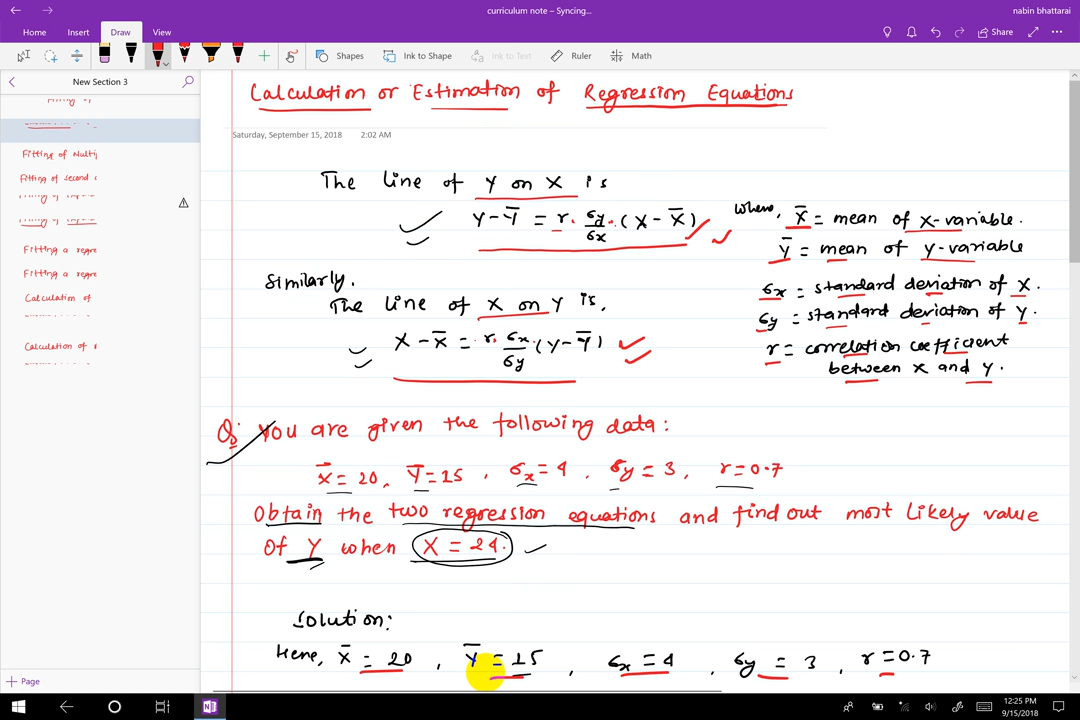 curriculum note - Syncing...
nabin bhattarai
Home Insert Draw View
Share
Shapes Ink to Shape Ink to Text Ruler Math
New Section 3
Fitting of Multi
Fitting of second
Fitting a regre
Fitting a regre
Calculation of
Calculation of
Page
Calculation or Estimation of Regression Equations
Saturday, September 15, 2018 2:02 AM
The line of Y on X is
Y - Ȳ = r. σy/σx .(X - X̄)
where, X̄ = mean of X-variable.
Ȳ = mean of y-variable
σx = standard deviation of X.
σy = standard deviation of Y.
r = correlation coefficient
between X and Y.
Similarly.
The line of X on Y is,
X - X̄ = r. σx/σy .(Y - Ȳ)
Q: You are given the following data:
X̄ = 20, Ȳ = 15, σx = 4, σy = 3, r = 0.7
Obtain the two regression equations and find out most likely value
of Y when X = 24.
Solution:
Here, X̄ = 20, Ȳ = 15, σx = 4, σy = 3, r = 0.7
12:25 PM
9/15/2018